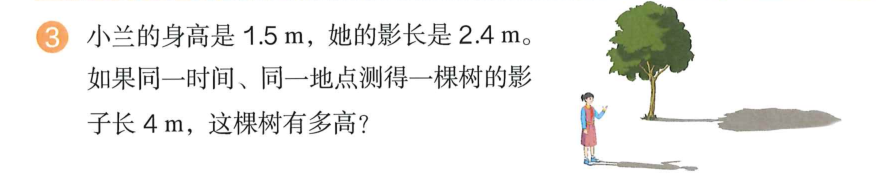 3 小兰的身高是 1.5 m，她的影长是 2.4 m。
如果同一时间、同一地点测得一棵树的影
子长 4 m，这棵树有多高？